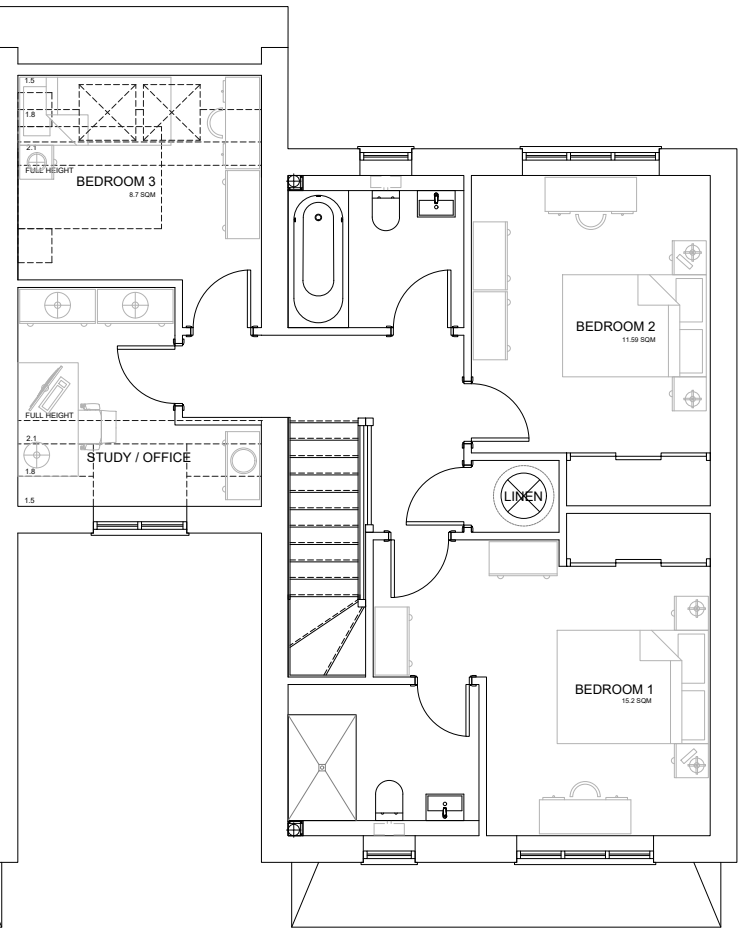 1.5
1.8
2.1
FULL HEIGHT
BEDROOM 3
8.7 SQM
BEDROOM 2
11.59 SQM
FULL HEIGHT
2.1
STUDY / OFFICE
1.8
1.5
LINEN
BEDROOM 1
15.2 SQM